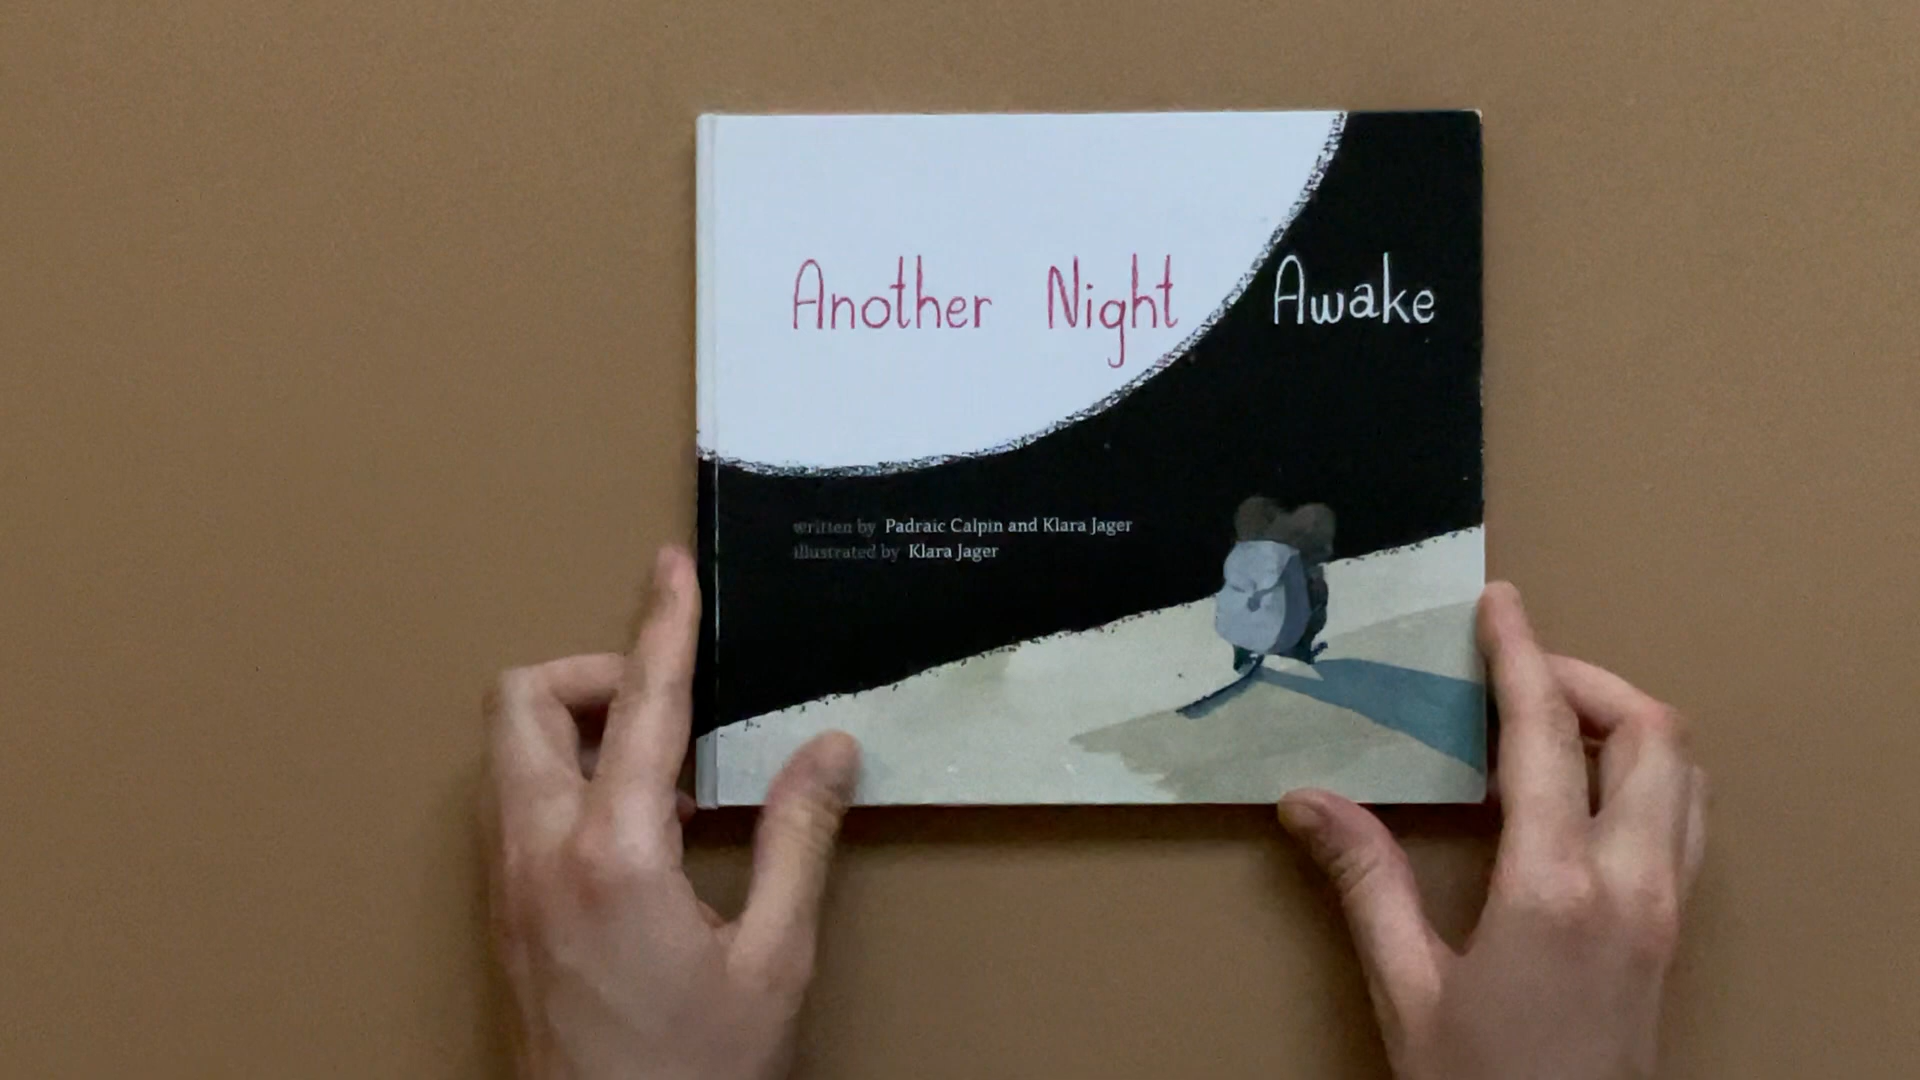 Another Night Awake
written by Padraic Calpin and Klara Jager
illustrated by Klara Jager